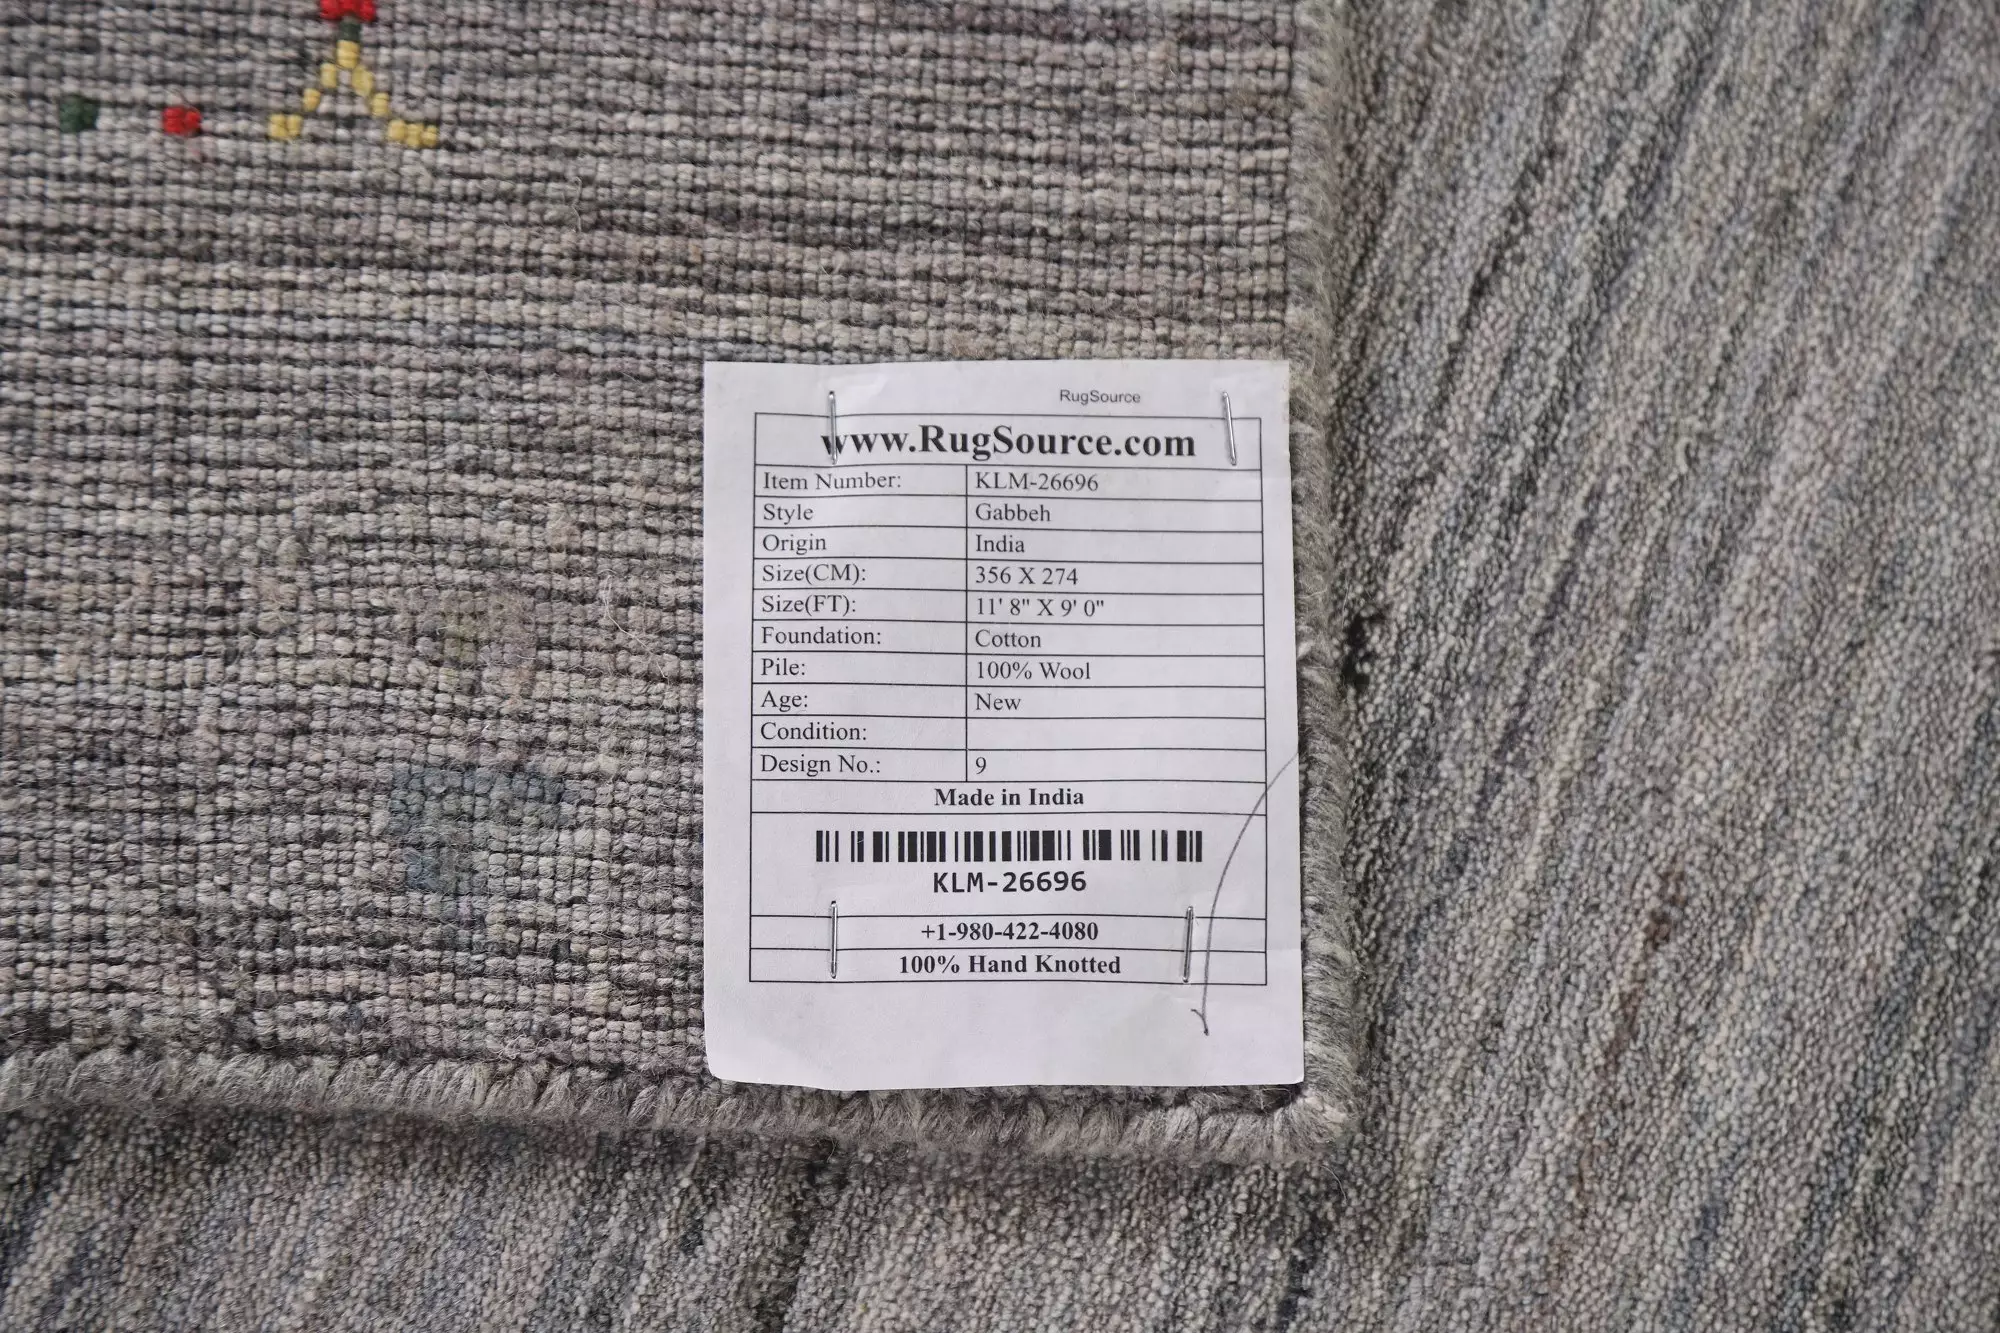 RugSource
www.RugSource.com
Item Number: KLM-26696
Style Gabbeh
Origin India
Size(CM): 356 X 274
Size(FT): 11' 8" X 9' 0"
Foundation: Cotton
Pile: 100% Wool
Age: New
Condition:
Design No.: 9
Made in India
KLM-26696
+1-980-422-4080
100% Hand Knotted